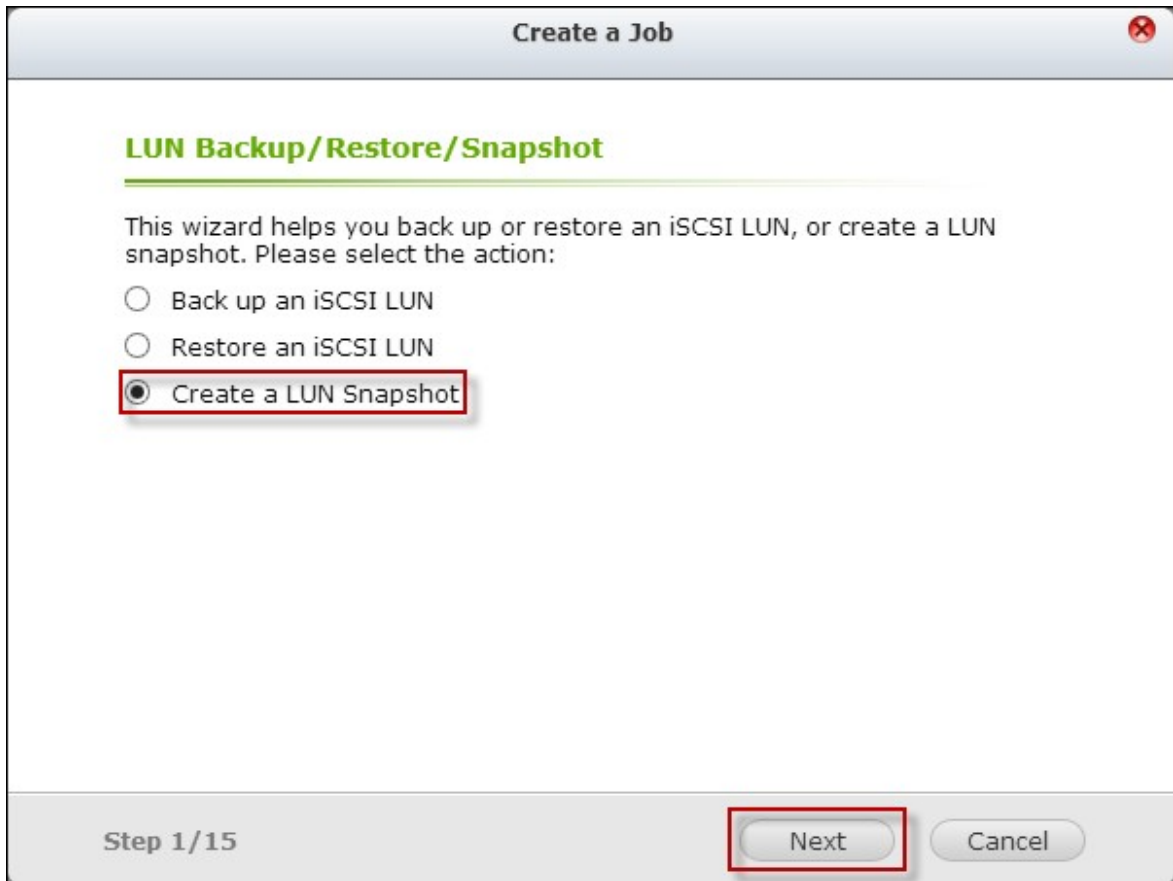 Create a Job
LUN Backup/Restore/Snapshot
This wizard helps you back up or restore an iSCSI LUN, or create a LUN
snapshot. Please select the action:
Back up an iSCSI LUN
Restore an iSCSI LUN
Create a LUN Snapshot
Step 1/15
Next
Cancel